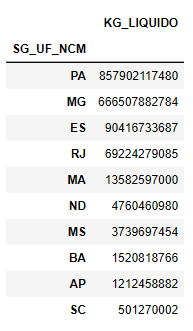 KG_LIQUIDO
SG_UF_NCM
PA 857902117480
MG 666507882784
ES 90416733687
RJ 69224279085
MA 13582597000
ND 4760460980
MS 3739697454
BA 1520818766
AP 1212458882
SC 501270002